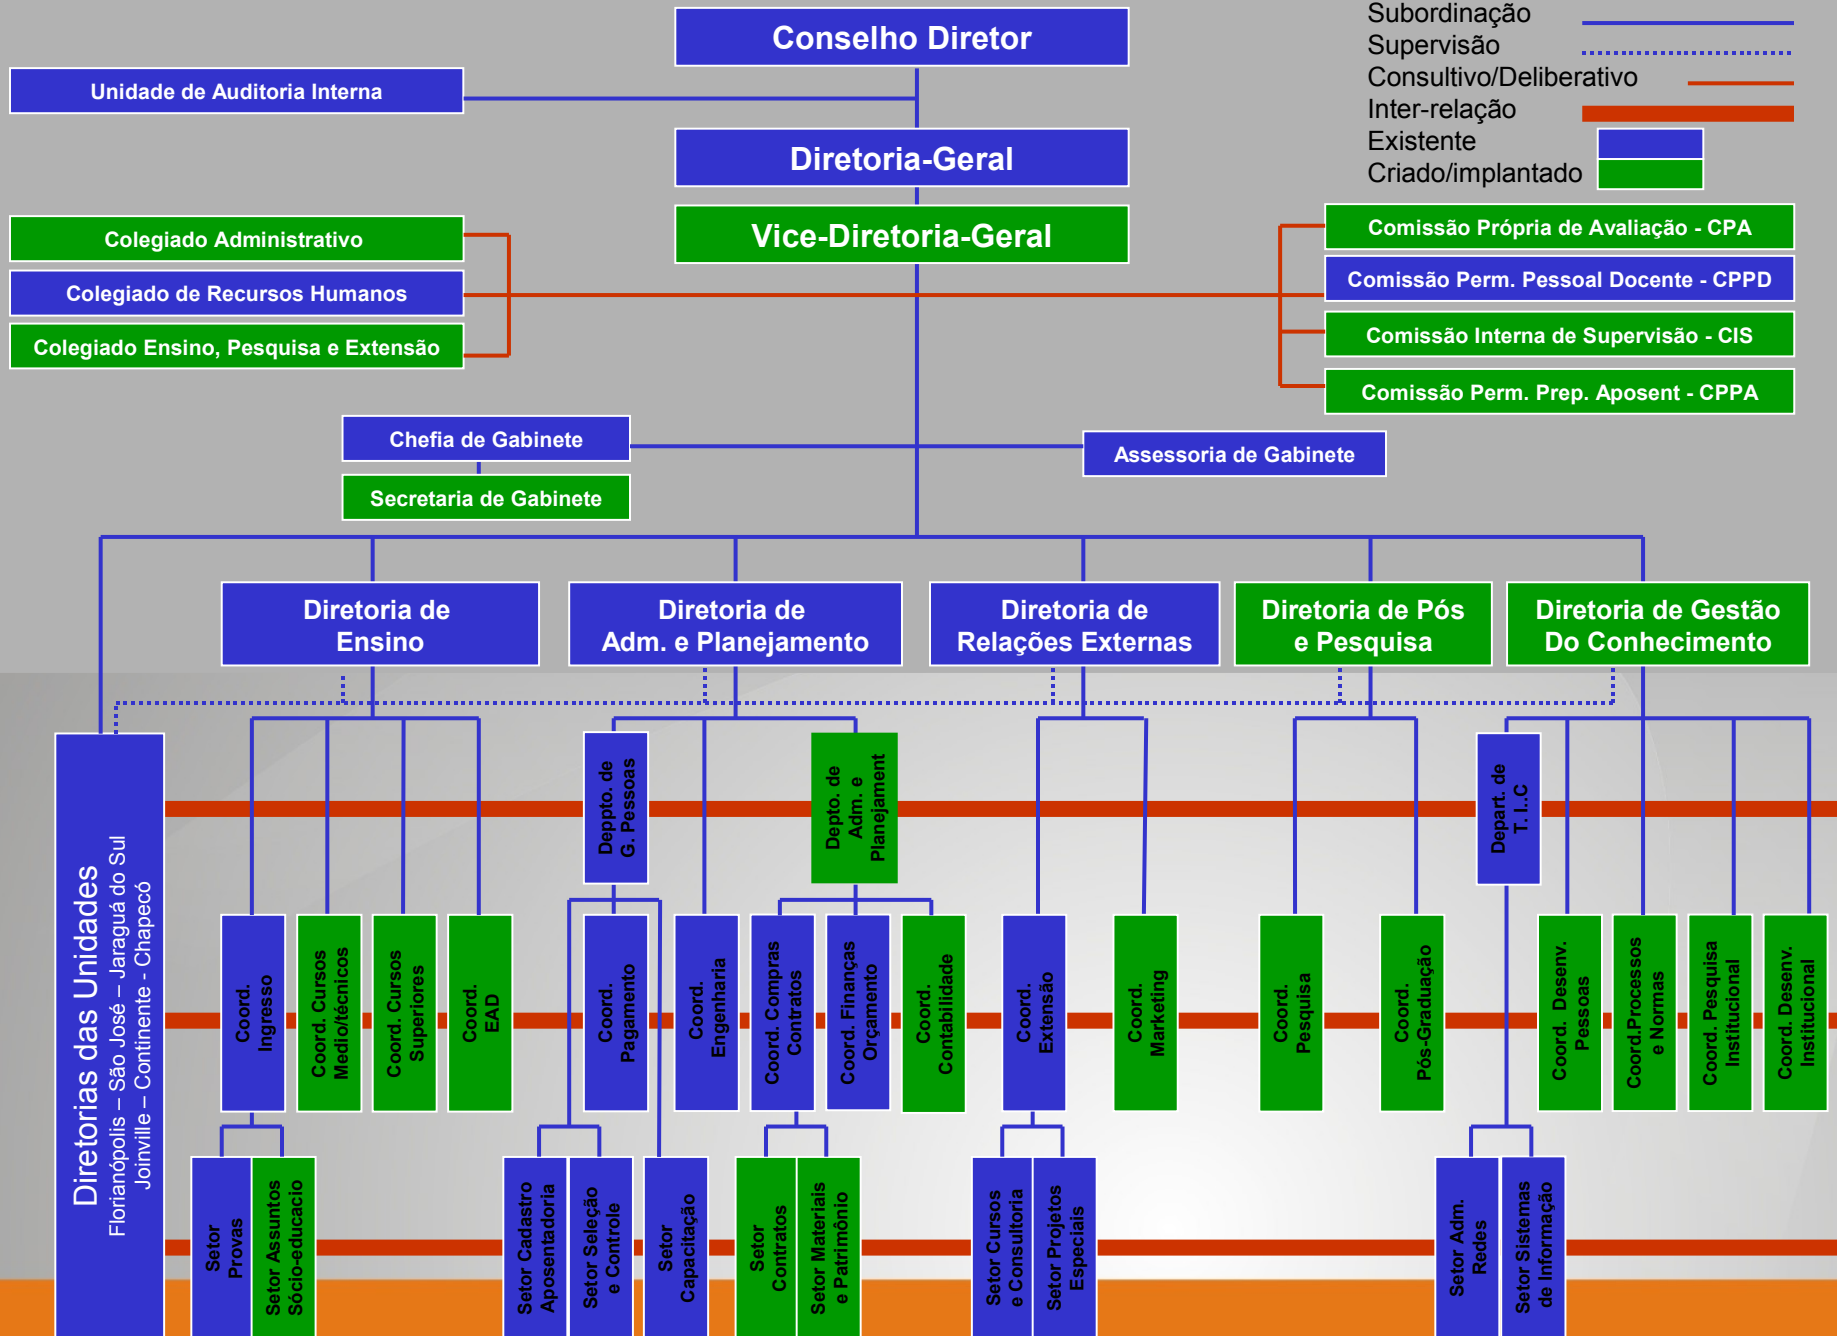 Subordinação
Supervisão
Consultivo/Deliberativo
Inter-relação
Existente
Criado/implantado
Conselho Diretor
Unidade de Auditoria Interna
Diretoria-Geral
Vice-Diretoria-Geral
Colegiado Administrativo
Colegiado de Recursos Humanos
Colegiado Ensino, Pesquisa e Extensão
Comissão Própria de Avaliação - CPA
Comissão Perm. Pessoal Docente - CPPD
Comissão Interna de Supervisão - CIS
Comissão Perm. Prep. Aposent - CPPA
Chefia de Gabinete
Assessoria de Gabinete
Secretaria de Gabinete
Diretoria de
Ensino
Diretoria de
Adm. e Planejamento
Diretoria de
Relações Externas
Diretoria de Pós
e Pesquisa
Diretoria de Gestão
Do Conhecimento
Diretorias das Unidades
Florianópolis – São José – Jaraguá do Sul
Joinville – Continente - Chapecó
Deppto. de
G. Pessoas
Depto. de
Adm. e
Planejament
Depart. de
T. I..C
Coord.
Ingresso
Coord. Cursos
Medio/técnicos
Coord. Cursos
Superiores
Coord.
EAD
Coord.
Pagamento
Coord.
Engenharia
Coord. Compras
Contratos
Coord. Finanças
Orçamento
Coord.
Contabilidade
Coord.
Extensão
Coord.
Marketing
Coord.
Pesquisa
Coord.
Pós-Graduação
Coord. Desenv.
Pessoas
Coord.Processos
e Normas
Coord. Pesquisa
Institucional
Coord. Desenv.
Institucional
Setor
Provas
Setor Assuntos
Sócio-educacio
Setor Cadastro
Aposentadoria
Setor Seleção
e Controle
Setor
Capacitação
Setor
Contratos
Setor Materiais
e Patrimônio
Setor Cursos
e Consultoria
Setor Projetos
Especiais
Setor Adm.
Redes
Setor Sistemas
de Informação